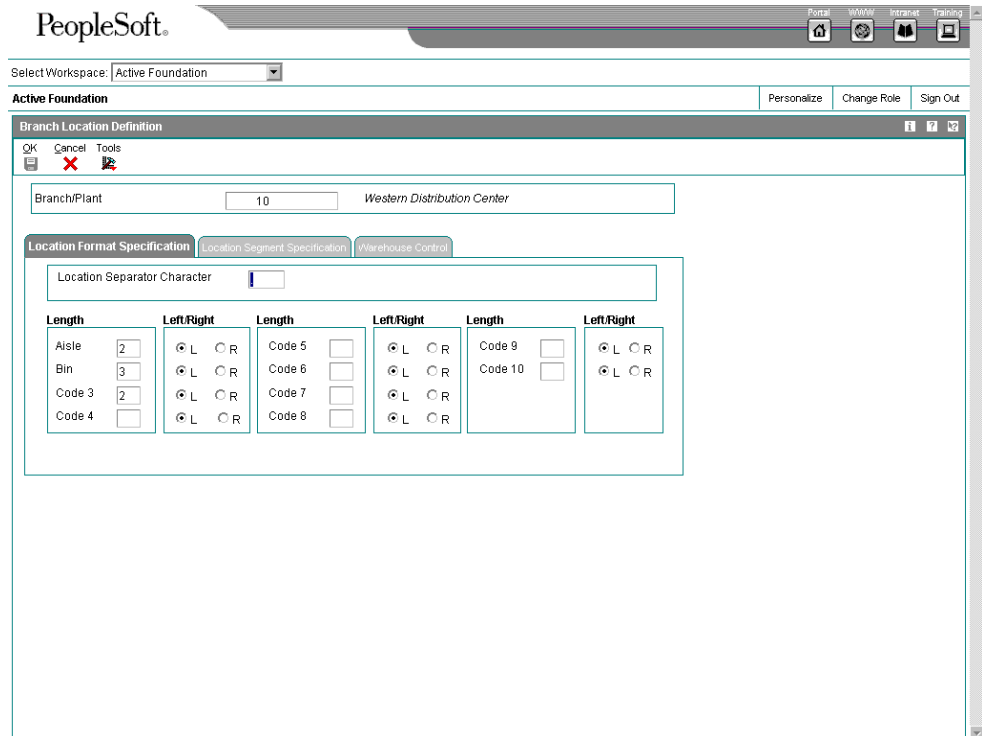 PeopleSoft.
Portal WWW Intranet Training
Select Workspace: Active Foundation
Active Foundation Personalize Change Role Sign Out
Branch Location Definition
OK Cancel Tools
Branch/Plant 10 Western Distribution Center
Location Format Specification Location Segment Specification Warehouse Control
Location Separator Character
Length Left/Right Length Left/Right Length Left/Right
Aisle 2 L R Code 5 L R Code 9 L R
Bin 3 L R Code 6 L R Code 10 L R
Code 3 2 L R Code 7 L R
Code 4 L R Code 8 L R